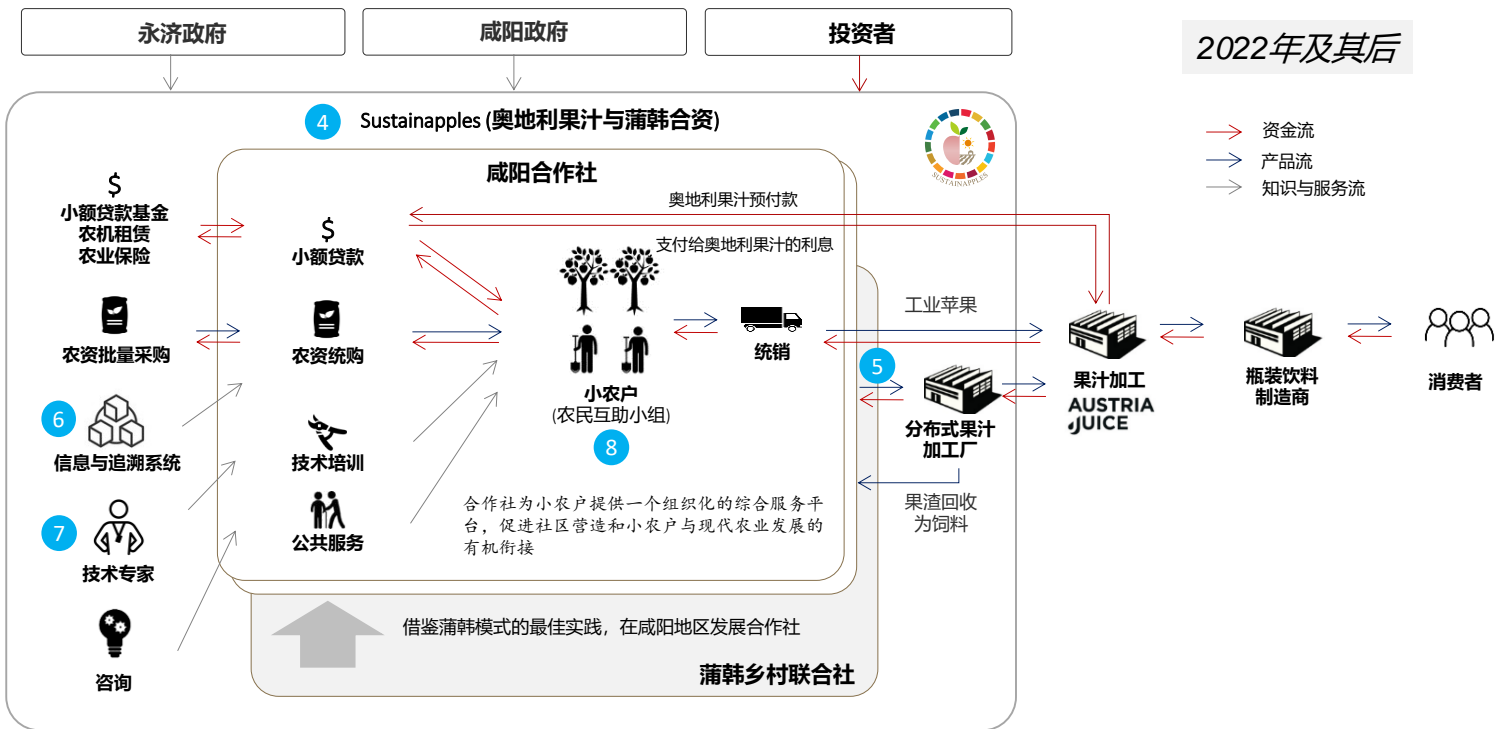 永济政府
咸阳政府
投资者
2022年及其后
4
Sustainapples (奥地利果汁与蒲韩合资)
SUSTAINAPPLES
资金流
产品流
知识与服务流
咸阳合作社
$
小额贷款基金
农机租赁
农业保险
$
小额贷款
奥地利果汁预付款
支付给奥地利果汁的利息
农资批量采购
农资统购
统销
工业苹果
5
小农户
(农民互助小组)
8
果汁加工
AUSTRIA
JUICE
瓶装饮料
制造商
消费者
分布式果汁
加工厂
6
信息与追溯系统
技术培训
果渣回收
为饲料
7
技术专家
公共服务
合作社为小农户提供一个组织化的综合服务平
台，促进社区营造和小农户与现代农业发展的
有机衔接
借鉴蒲韩模式的最佳实践，在咸阳地区发展合作社
蒲韩乡村联合社
咨询